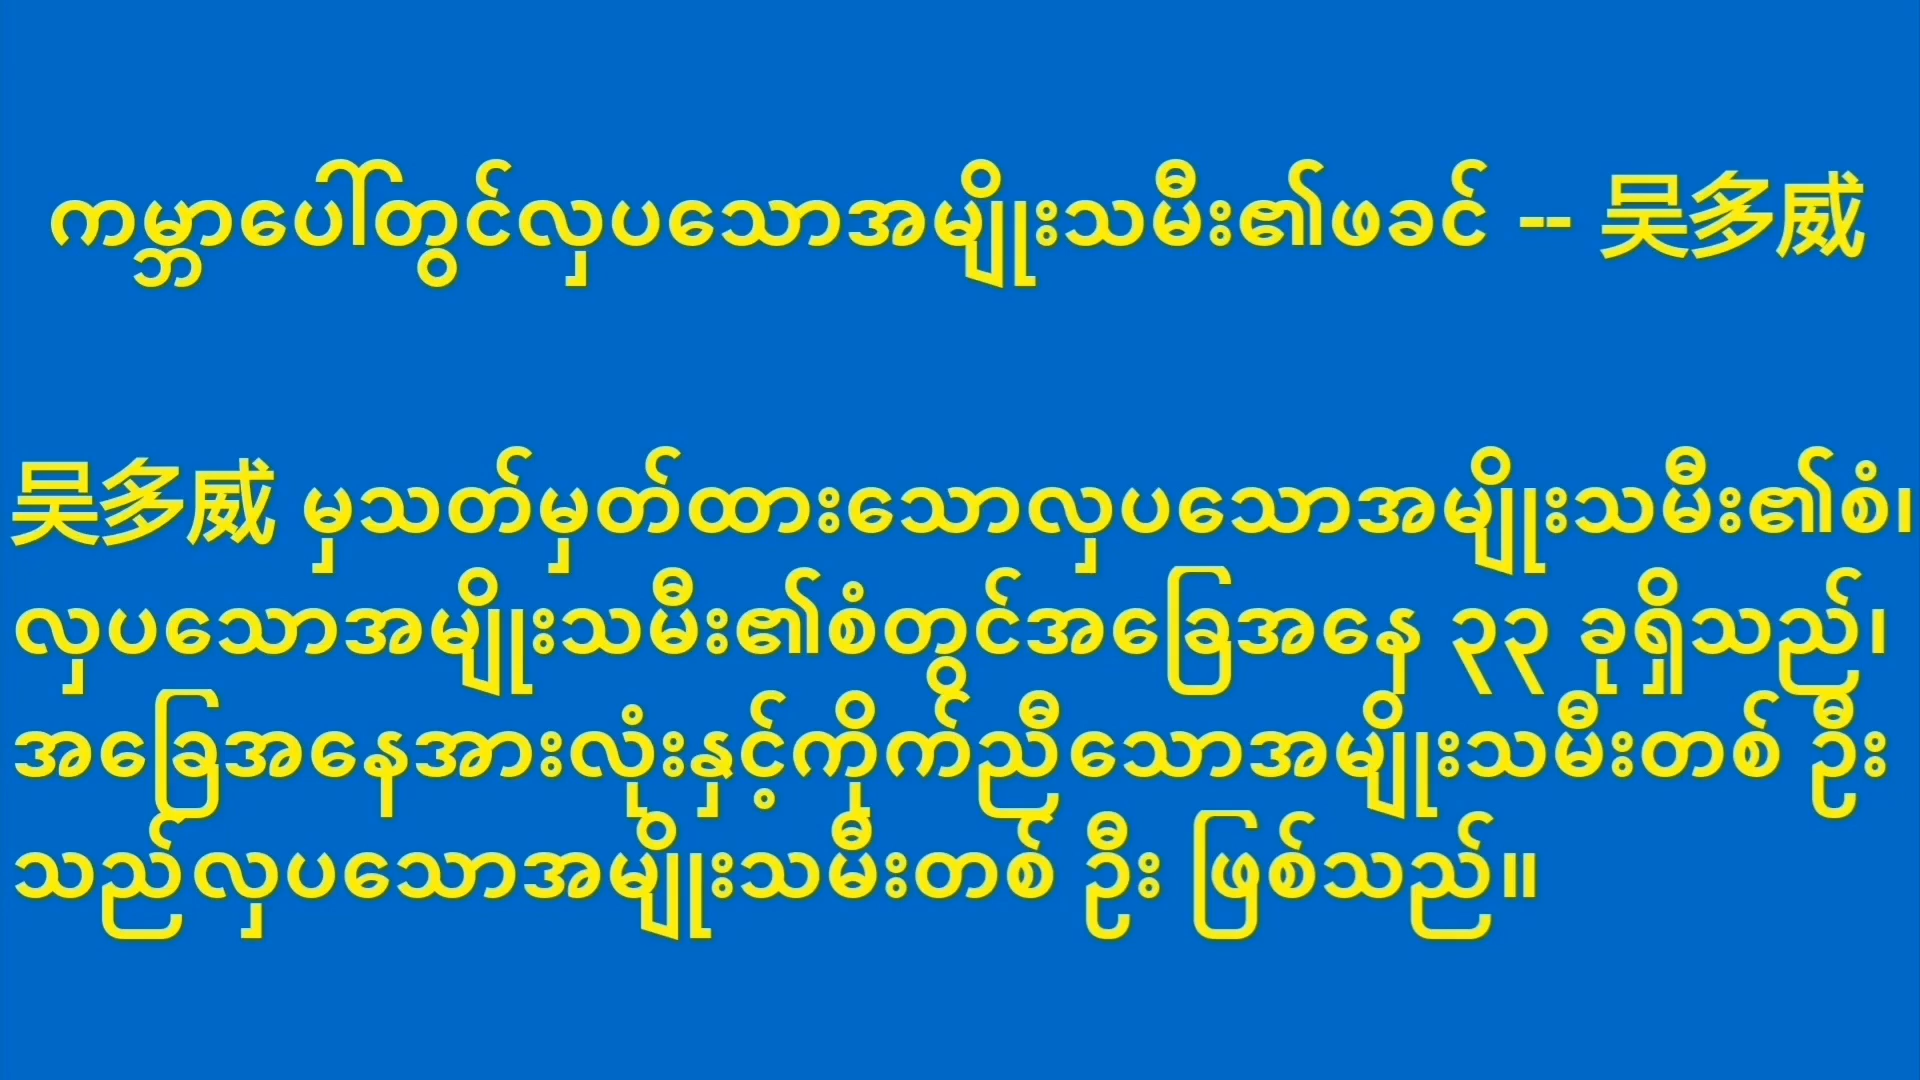 ကမ္ဘာပေါ်တွင်လှပသောအမျိုးသမီး၏ဖခင် -- 吴多威
吴多威 မှသတ်မှတ်ထားသောလှပသောအမျိုးသမီး၏စံ၊
လှပသောအမျိုးသမီး၏စံတွင်အခြေအနေ ၃၃ ခုရှိသည်၊
အခြေအနေအားလုံးနှင့်ကိုက်ညီသောအမျိုးသမီးတစ် ဦး
သည်လှပသောအမျိုးသမီးတစ် ဦး ဖြစ်သည်။